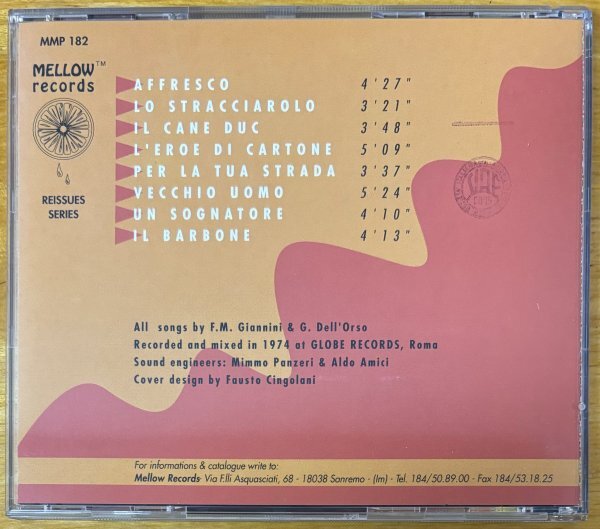 MMP 182
MELLOW™
records
REISSUES
SERIES
AFFRESCO 4'27"
LO STRACCIAROLO 3'21"
IL CANE DUC 3'48"
L'EROE DI CARTONE 5'09"
PER LA TUA STRADA 3'37"
VECCHIO UOMO 5'24"
UN SOGNATORE 4'10"
IL BARBONE 4'13"
All songs by F.M. Giannini & G. Dell'Orso
Recorded and mixed in 1974 at GLOBE RECORDS, Roma
Sound engineers: Mimmo Panzeri & Aldo Amici
Cover design by Fausto Cingolani
For informations & catalogue write to:
Mellow Records Via F.lli Asquasciati, 68 - 18038 Sanremo - (Im) - Tel. 184/50.89.00 - Fax 184/53.18.25